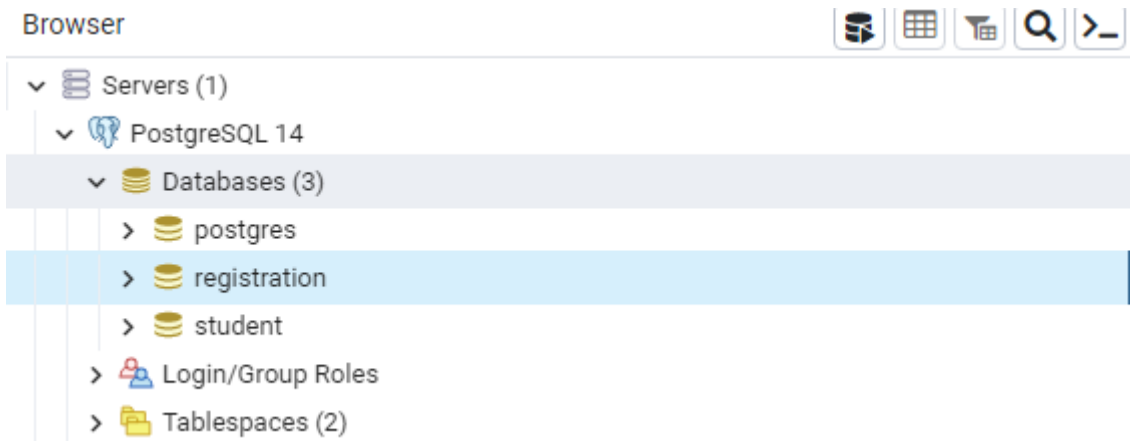 Browser
Servers (1)
PostgreSQL 14
Databases (3)
postgres
registration
student
Login/Group Roles
Tablespaces (2)